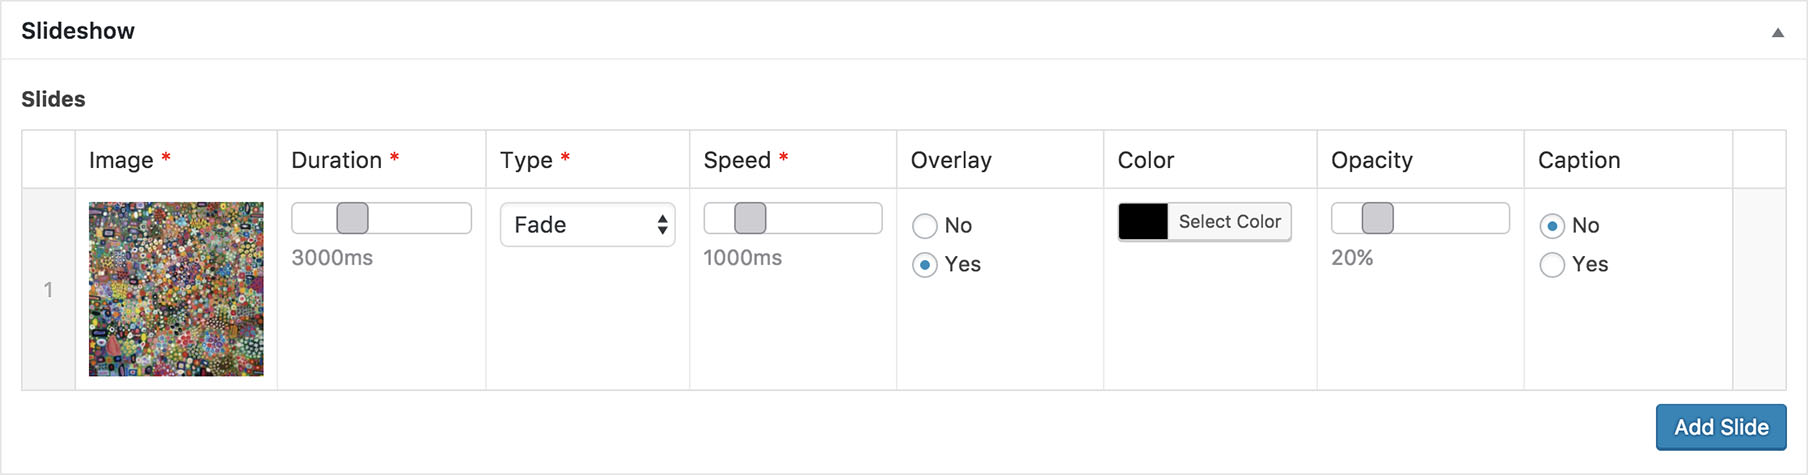 Slideshow
Slides
Image * Duration * Type * Speed * Overlay Color Opacity Caption
1 Fade No Select Color No
3000ms 1000ms Yes 20% Yes
Add Slide